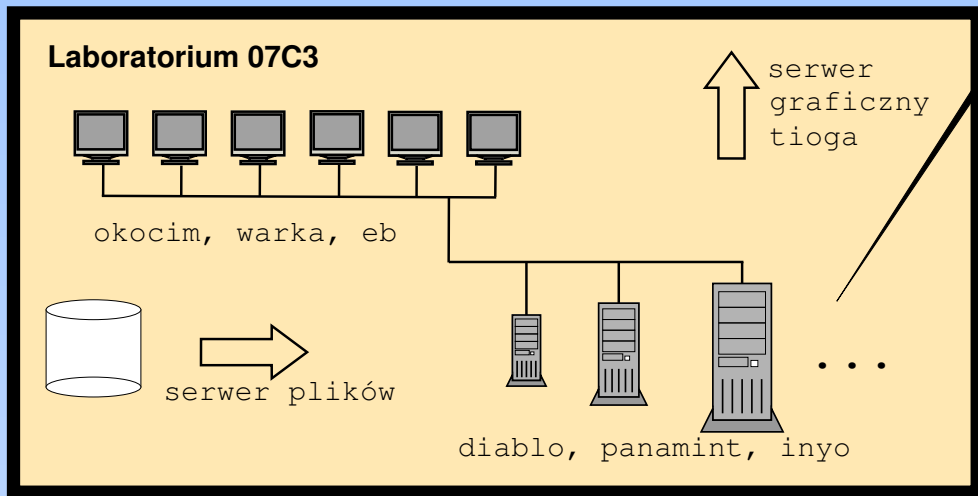 Laboratorium 07C3
serwer
graficzny
tioga
okocim, warka, eb
serwer plików
...
diablo, panamint, inyo